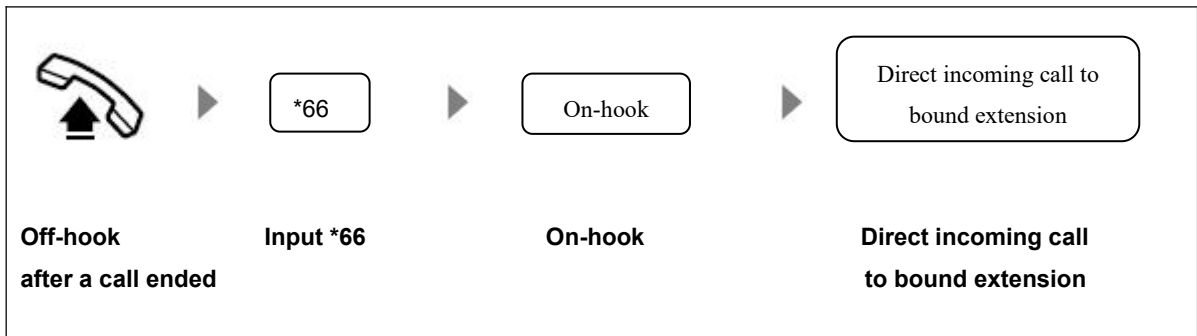 *66
On-hook
Direct incoming call to
bound extension
Off-hook
after a call ended
Input *66
On-hook
Direct incoming call
to bound extension